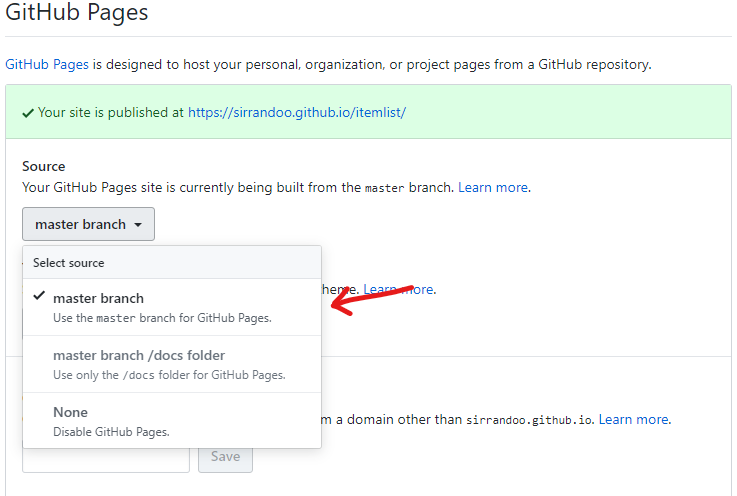 GitHub Pages
GitHub Pages is designed to host your personal, organization, or project pages from a GitHub repository.
Your site is published at https://sirrandoo.github.io/itemlist/
Source
Your GitHub Pages site is currently being built from the master branch. Learn more.
master branch
Select source
heme. Learn more.
master branch
Use the master branch for GitHub Pages.
master branch /docs folder
Use only the /docs folder for GitHub Pages.
None
m a domain other than sirrandoo.github.io. Learn more.
Disable GitHub Pages.
Save